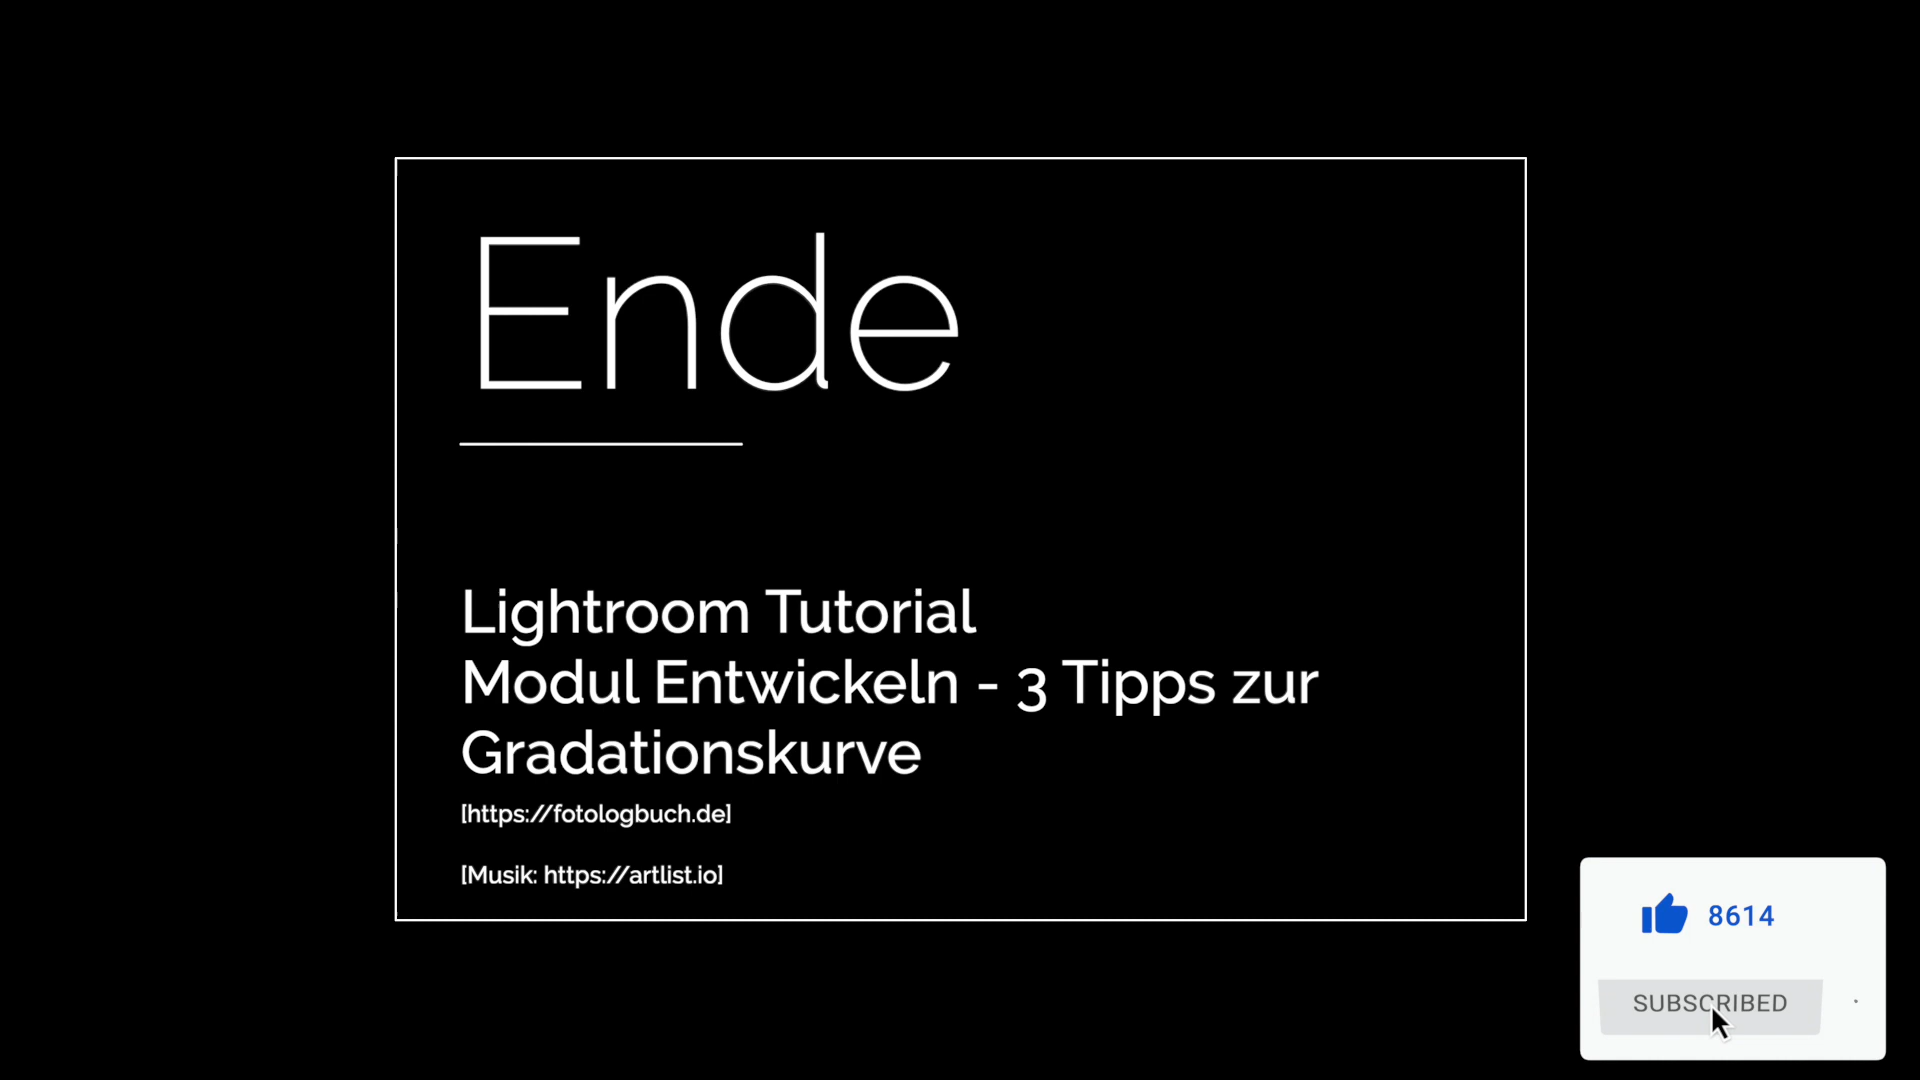 Ende
Lightroom Tutorial
Modul Entwickeln - 3 Tipps zur
Gradationskurve
[https://fotologbuch.de]
[Musik: https://artlist.io]
8614
SUBSCRIBED